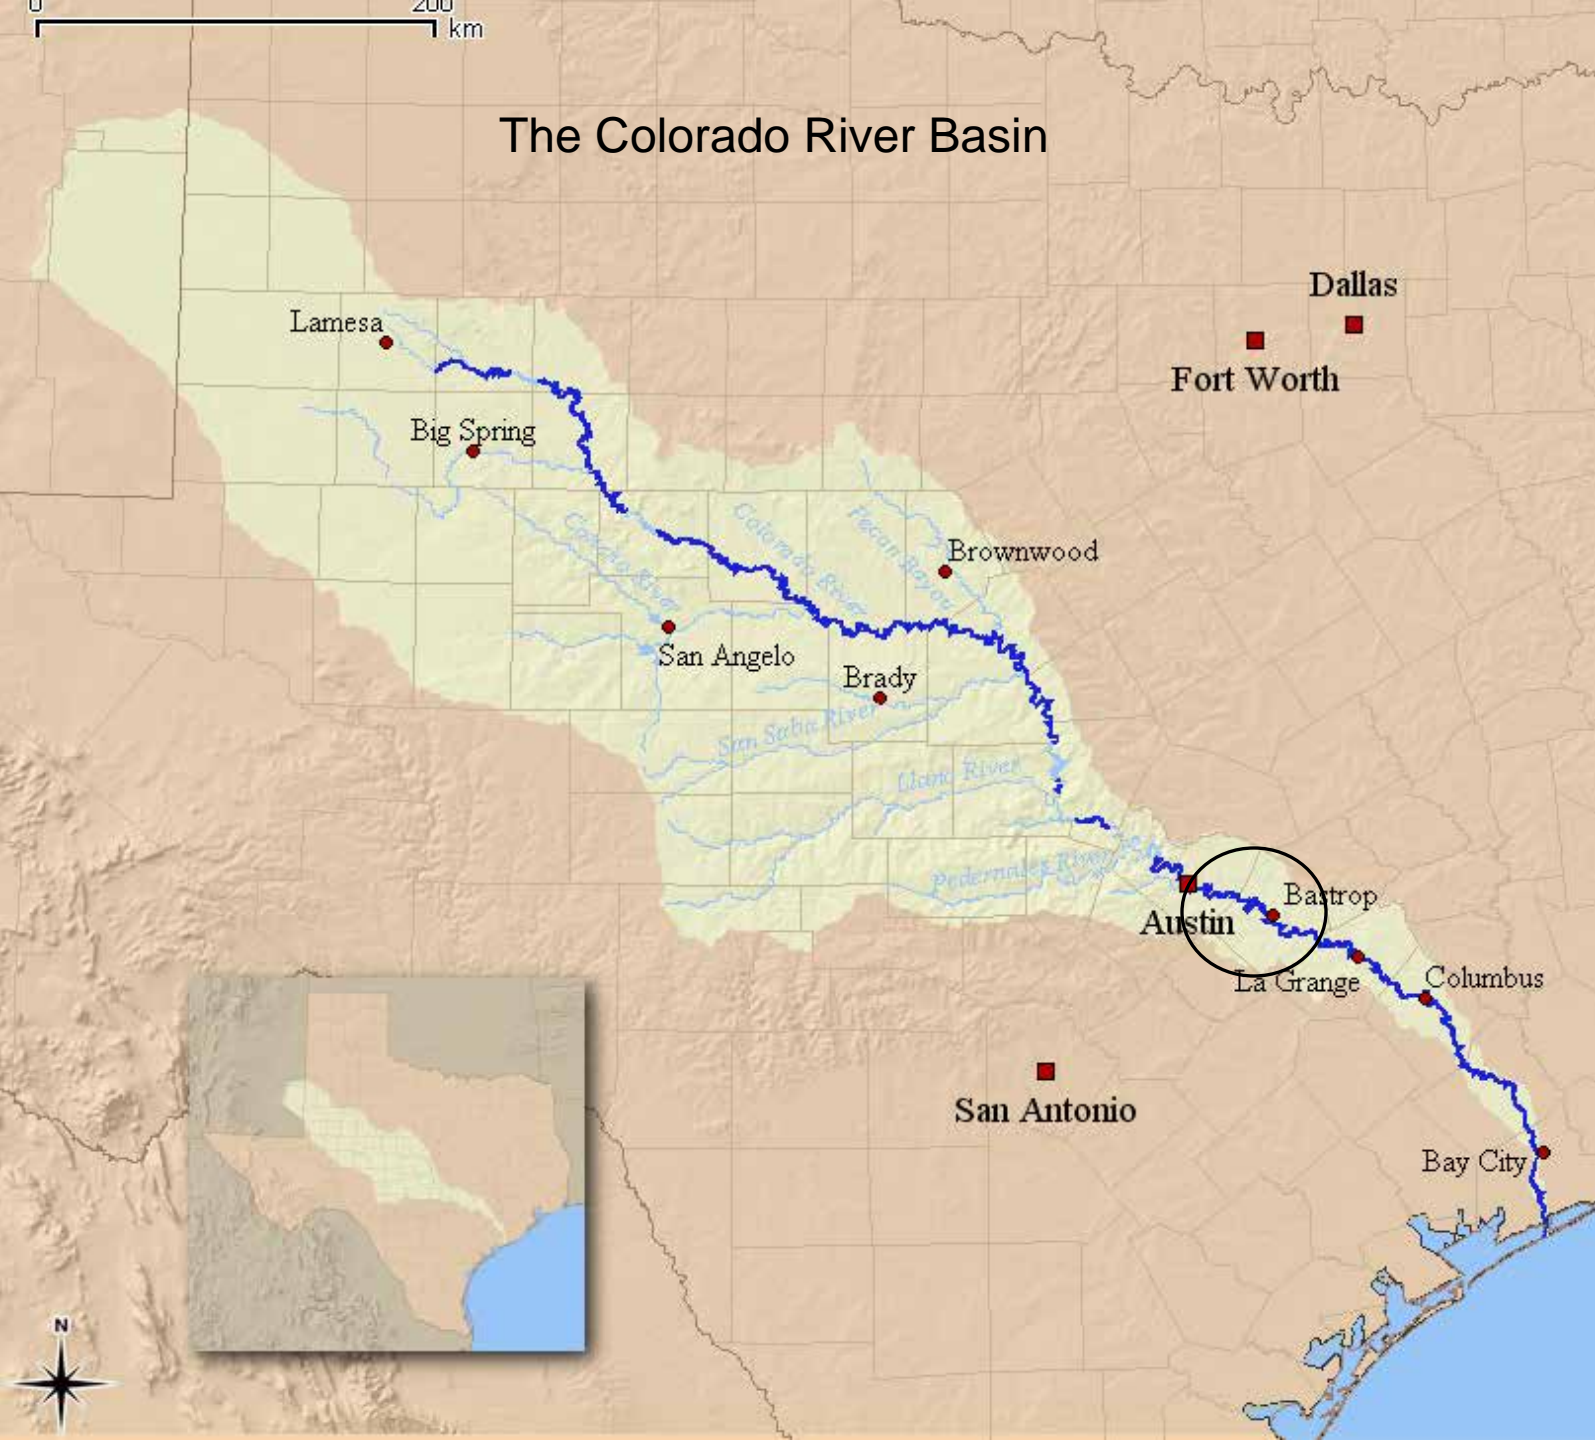 0 200
km
The Colorado River Basin
Dallas
Lamesa
Fort Worth
Big Spring
Concho River
Colorado River
Pecan Bayou
Brownwood
San Angelo
Brady
San Saba River
Llano River
Pedernales River
Bastrop
Austin
La Grange
Columbus
San Antonio
Bay City
N